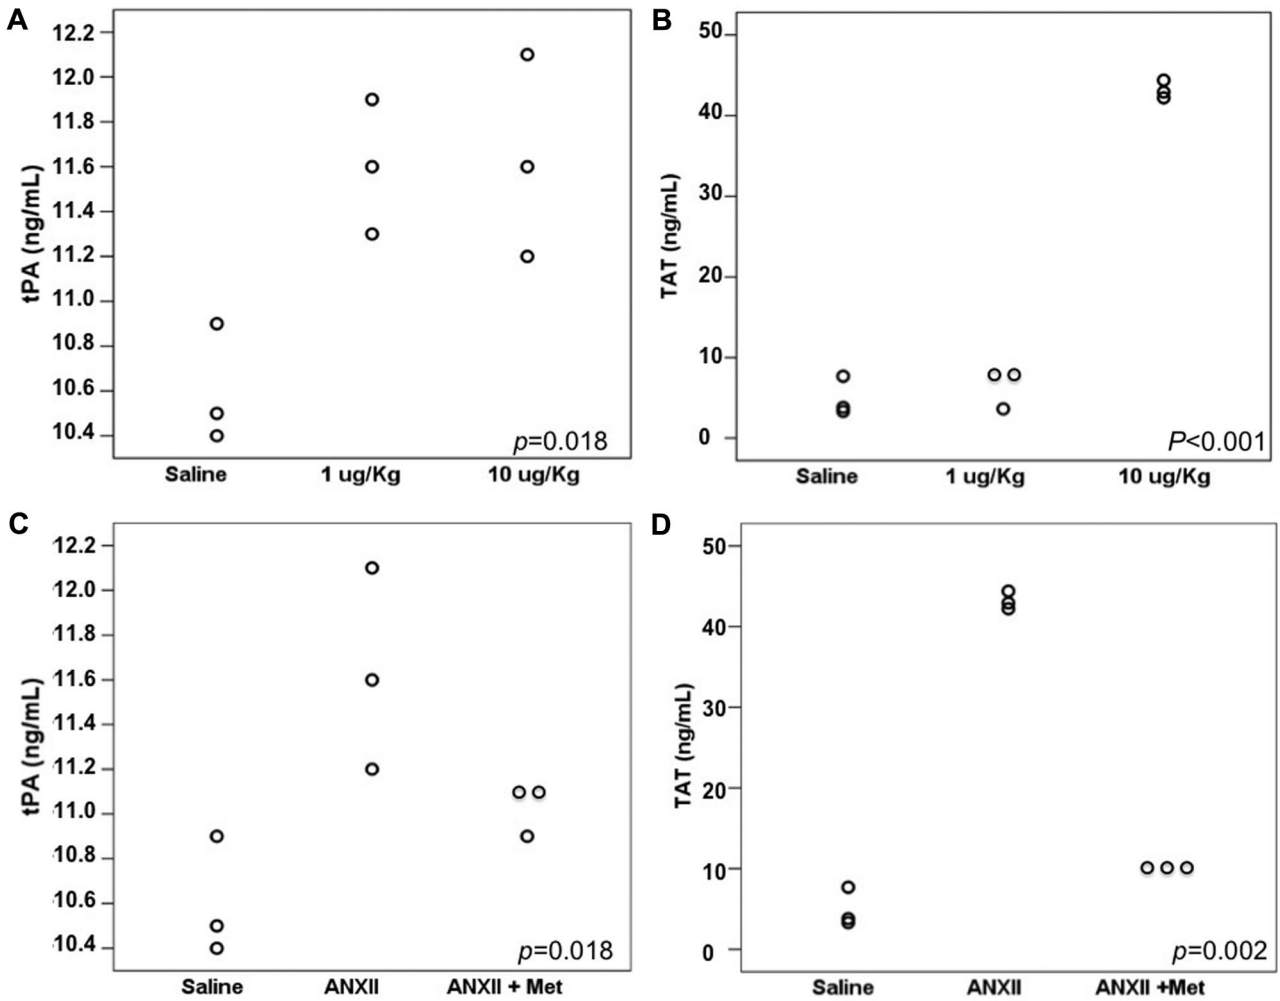 A
12.2
12.0
11.8
11.6
11.4
11.2
11.0
10.8
10.6
10.4
tPA (ng/mL)
p=0.018
Saline 1 ug/Kg 10 ug/Kg
B
50
40
30
20
10
0
TAT (ng/mL)
P<0.001
Saline 1 ug/Kg 10 ug/Kg
C
12.2
12.0
11.8
11.6
11.4
11.2
11.0
10.8
10.6
10.4
tPA (ng/mL)
p=0.018
Saline ANXII ANXII + Met
D
50
40
30
20
10
0
TAT (ng/mL)
p=0.002
Saline ANXII ANXII +Met